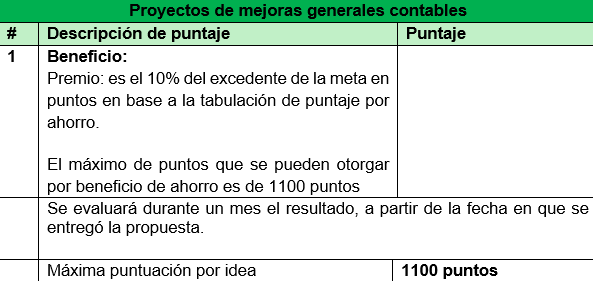 Proyectos de mejoras generales contables
# Descripción de puntaje Puntaje
1 Beneficio:
Premio: es el 10% del excedente de la meta en
puntos en base a la tabulación de puntaje por
ahorro.
El máximo de puntos que se pueden otorgar
por beneficio de ahorro es de 1100 puntos
Se evaluará durante un mes el resultado, a partir de la fecha en que se
entregó la propuesta.
Máxima puntuación por idea 1100 puntos